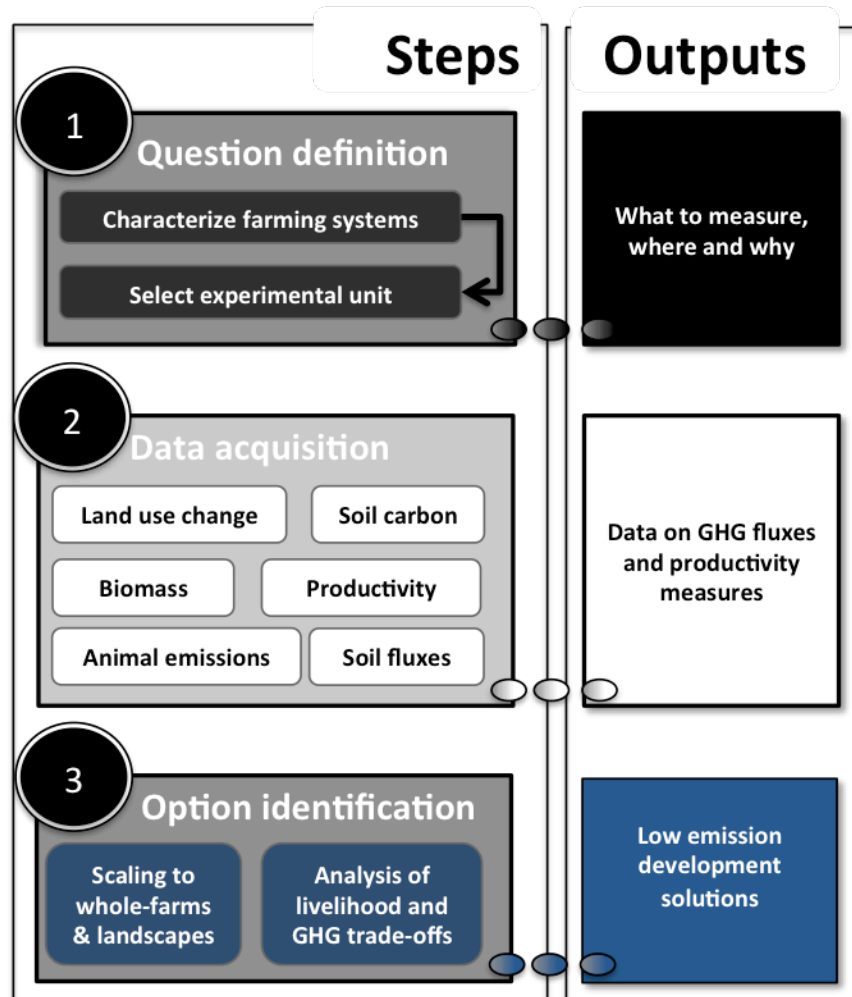 Steps
Outputs
1
Question definition
Characterize farming systems
Select experimental unit
What to measure,
where and why
2
Data acquisition
Land use change
Soil carbon
Biomass
Productivity
Animal emissions
Soil fluxes
Data on GHG fluxes
and productivity
measures
3
Option identification
Scaling to
whole-farms
& landscapes
Analysis of
livelihood and
GHG trade-offs
Low emission
development
solutions